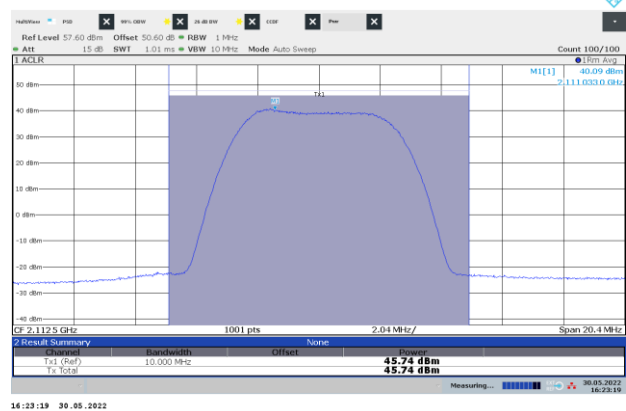 MultiView PSD 99% OBW 26 dB BW CCDF Pwr
Ref Level 57.60 dBm Offset 50.60 dB RBW 1 MHz
Att 15 dB SWT 1.01 ms VBW 10 MHz Mode Auto Sweep Count 100/100
1 ACLR 1Rm Avg
M1[1] 40.09 dBm
2.1110330 GHz
Tx1
50 dBm
40 dBm
30 dBm
20 dBm
10 dBm
0 dBm
-10 dBm
-20 dBm
-30 dBm
-40 dBm
CF 2.1125 GHz 1001 pts 2.04 MHz/ Span 20.4 MHz
2 Result Summary None
Channel Bandwidth Offset Power
Tx1 (Ref) 10.000 MHz 45.74 dBm
Tx Total 45.74 dBm
Measuring... 30.05.2022
16:23:19
16:23:19 30.05.2022